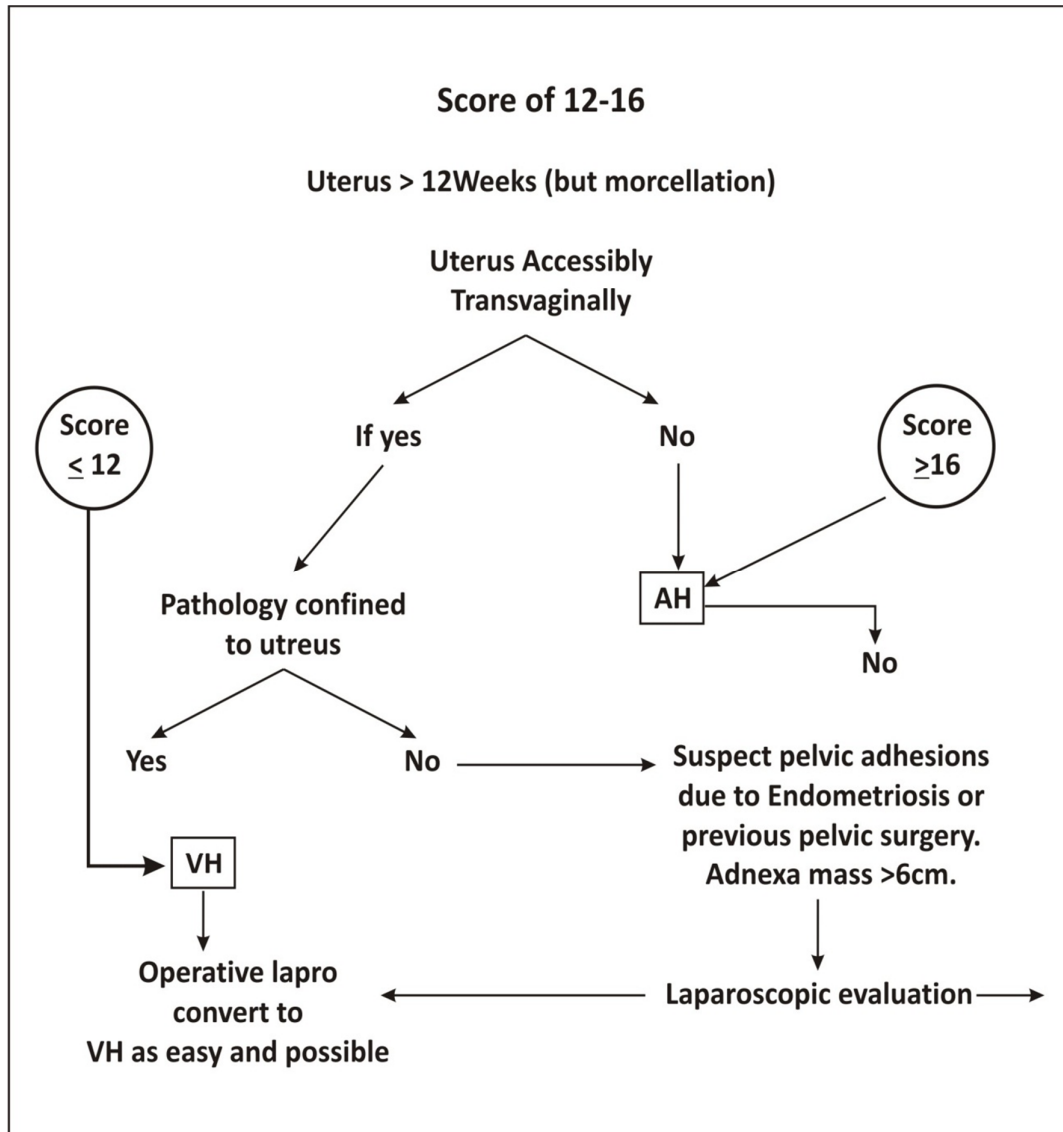 Score of 12-16
Uterus > 12Weeks (but morcellation)
Uterus Accessibly
Transvaginally
Score
≤ 12
If yes
No
Score
≥16
Pathology confined
to utreus
AH
No
Yes
No
Suspect pelvic adhesions
due to Endometriosis or
previous pelvic surgery.
Adnexa mass >6cm.
VH
Operative lapro
convert to
VH as easy and possible
Laparoscopic evaluation